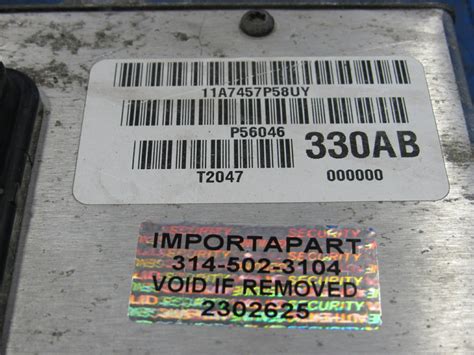 11A7457P58UY
P56046
330AB
T2047
000000
IMPORTAPART
314-502-3104
VOID IF REMOVED
2302625